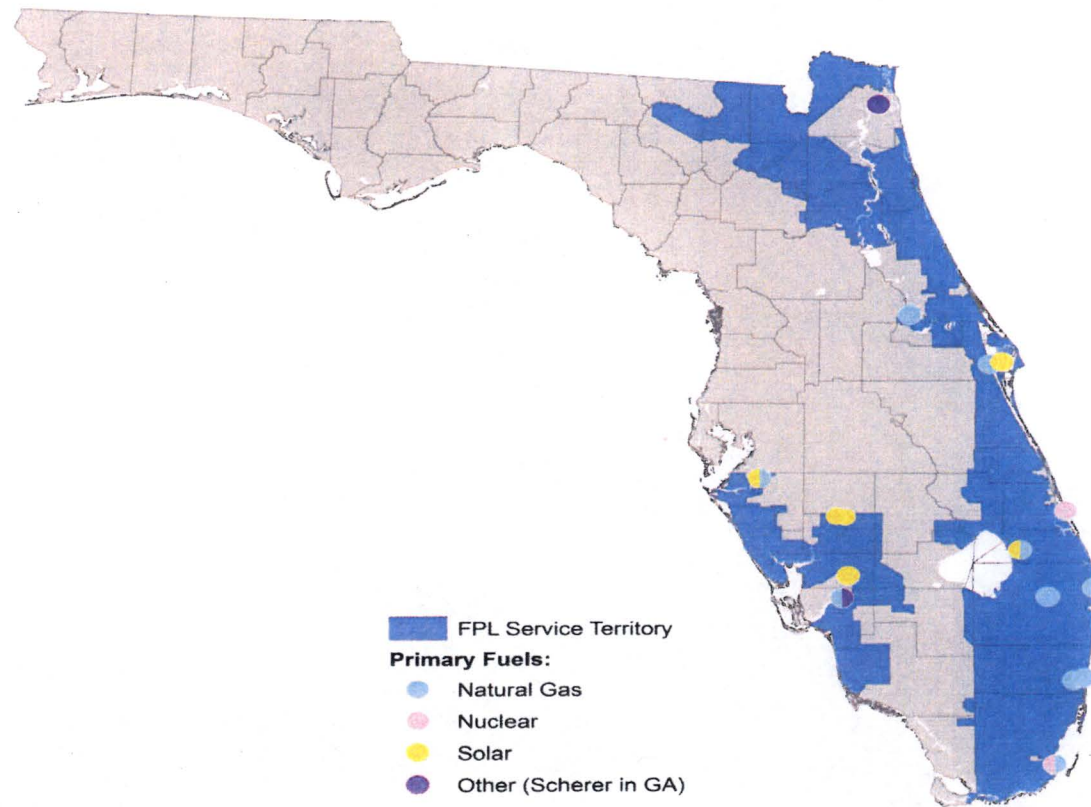 FPL Service Territory
Primary Fuels:
Natural Gas
Nuclear
Solar
Other (Scherer in GA)